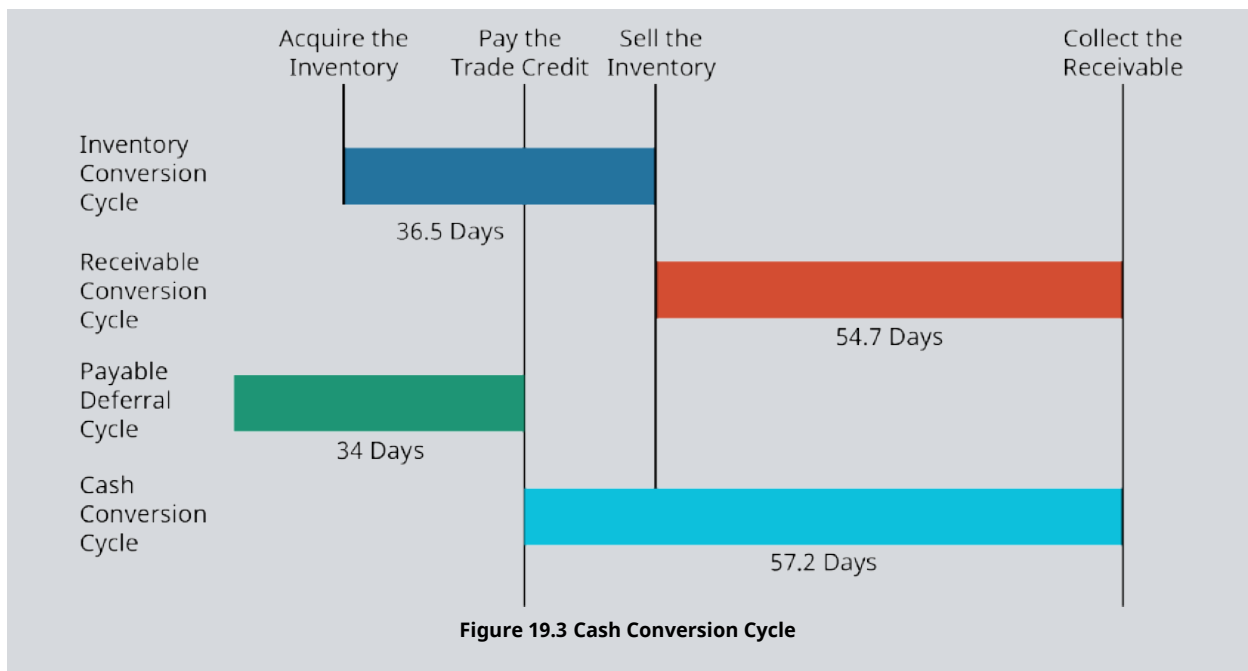 Acquire the
Inventory
Pay the
Trade Credit
Sell the
Inventory
Collect the
Receivable
Inventory
Conversion
Cycle
36.5 Days
Receivable
Conversion
Cycle
54.7 Days
Payable
Deferral
Cycle
34 Days
Cash
Conversion
Cycle
57.2 Days
Figure 19.3 Cash Conversion Cycle